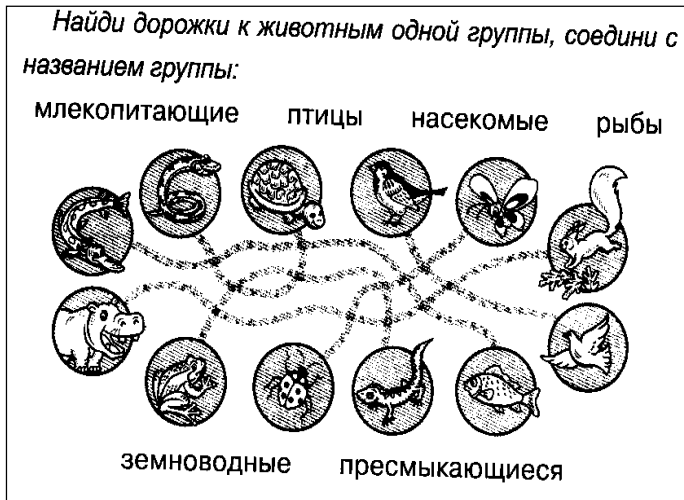 Найди дорожки к животным одной группы, соедини с
названием группы:
млекопитающие птицы насекомые рыбы
земноводные пресмыкающиеся